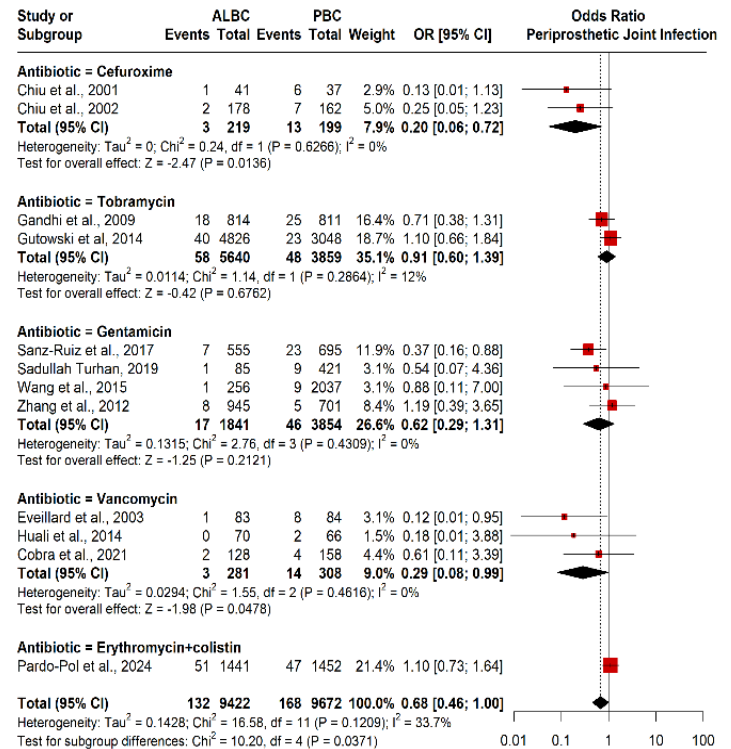 Study or ALBC PBC Odds Ratio
Subgroup Events Total Events Total Weight OR [95% CI] Periprosthetic Joint Infection
Antibiotic = Cefuroxime
Chiu et al., 2001 1 41 6 37 2.9% 0.13 [0.01; 1.13]
Chiu et al., 2002 2 178 7 162 5.0% 0.25 [0.05; 1.23]
Total (95% CI) 3 219 13 199 7.9% 0.20 [0.06; 0.72]
Heterogeneity: Tau² = 0; Chi² = 0.24, df = 1 (P = 0.6266); I² = 0%
Test for overall effect: Z = -2.47 (P = 0.0136)
Antibiotic = Tobramycin
Gandhi et al., 2009 18 814 25 811 16.4% 0.71 [0.38; 1.31]
Gutowski et al, 2014 40 4826 23 3048 18.7% 1.10 [0.66; 1.84]
Total (95% CI) 58 5640 48 3859 35.1% 0.91 [0.60; 1.39]
Heterogeneity: Tau² = 0.0114; Chi² = 1.14, df = 1 (P = 0.2864); I² = 12%
Test for overall effect: Z = -0.42 (P = 0.6762)
Antibiotic = Gentamicin
Sanz-Ruiz et al., 2017 7 555 23 695 11.9% 0.37 [0.16; 0.88]
Sadullah Turhan, 2019 1 85 9 421 3.1% 0.54 [0.07; 4.36]
Wang et al., 2015 1 256 9 2037 3.1% 0.88 [0.11; 7.00]
Zhang et al., 2012 8 945 5 701 8.4% 1.19 [0.39; 3.65]
Total (95% CI) 17 1841 46 3854 26.6% 0.62 [0.29; 1.31]
Heterogeneity: Tau² = 0.1315; Chi² = 2.76, df = 3 (P = 0.4309); I² = 0%
Test for overall effect: Z = -1.25 (P = 0.2121)
Antibiotic = Vancomycin
Eveillard et al., 2003 1 83 8 84 3.1% 0.12 [0.01; 0.95]
Huali et al., 2014 0 70 2 66 1.5% 0.18 [0.01; 3.88]
Cobra et al., 2021 2 128 4 158 4.4% 0.61 [0.11; 3.39]
Total (95% CI) 3 281 14 308 9.0% 0.29 [0.08; 0.99]
Heterogeneity: Tau² = 0.0294; Chi² = 1.55, df = 2 (P = 0.4616); I² = 0%
Test for overall effect: Z = -1.98 (P = 0.0478)
Antibiotic = Erythromycin+colistin
Pardo-Pol et al., 2024 51 1441 47 1452 21.4% 1.10 [0.73; 1.64]
Total (95% CI) 132 9422 168 9672 100.0% 0.68 [0.46; 1.00]
Heterogeneity: Tau² = 0.1428; Chi² = 16.58, df = 11 (P = 0.1209); I² = 33.7%
Test for subgroup differences: Chi² = 10.20, df = 4 (P = 0.0371)
0.01 0.1 1 10 100